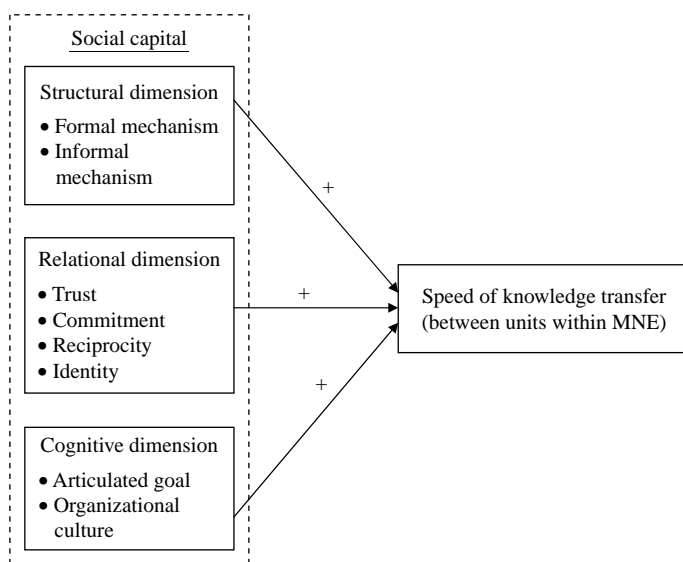 Social capital
Structural dimension
• Formal mechanism
• Informal
mechanism
+
Relational dimension
• Trust
• Commitment
• Reciprocity
• Identity
+
Speed of knowledge transfer
(between units within MNE)
+
Cognitive dimension
• Articulated goal
• Organizational
culture